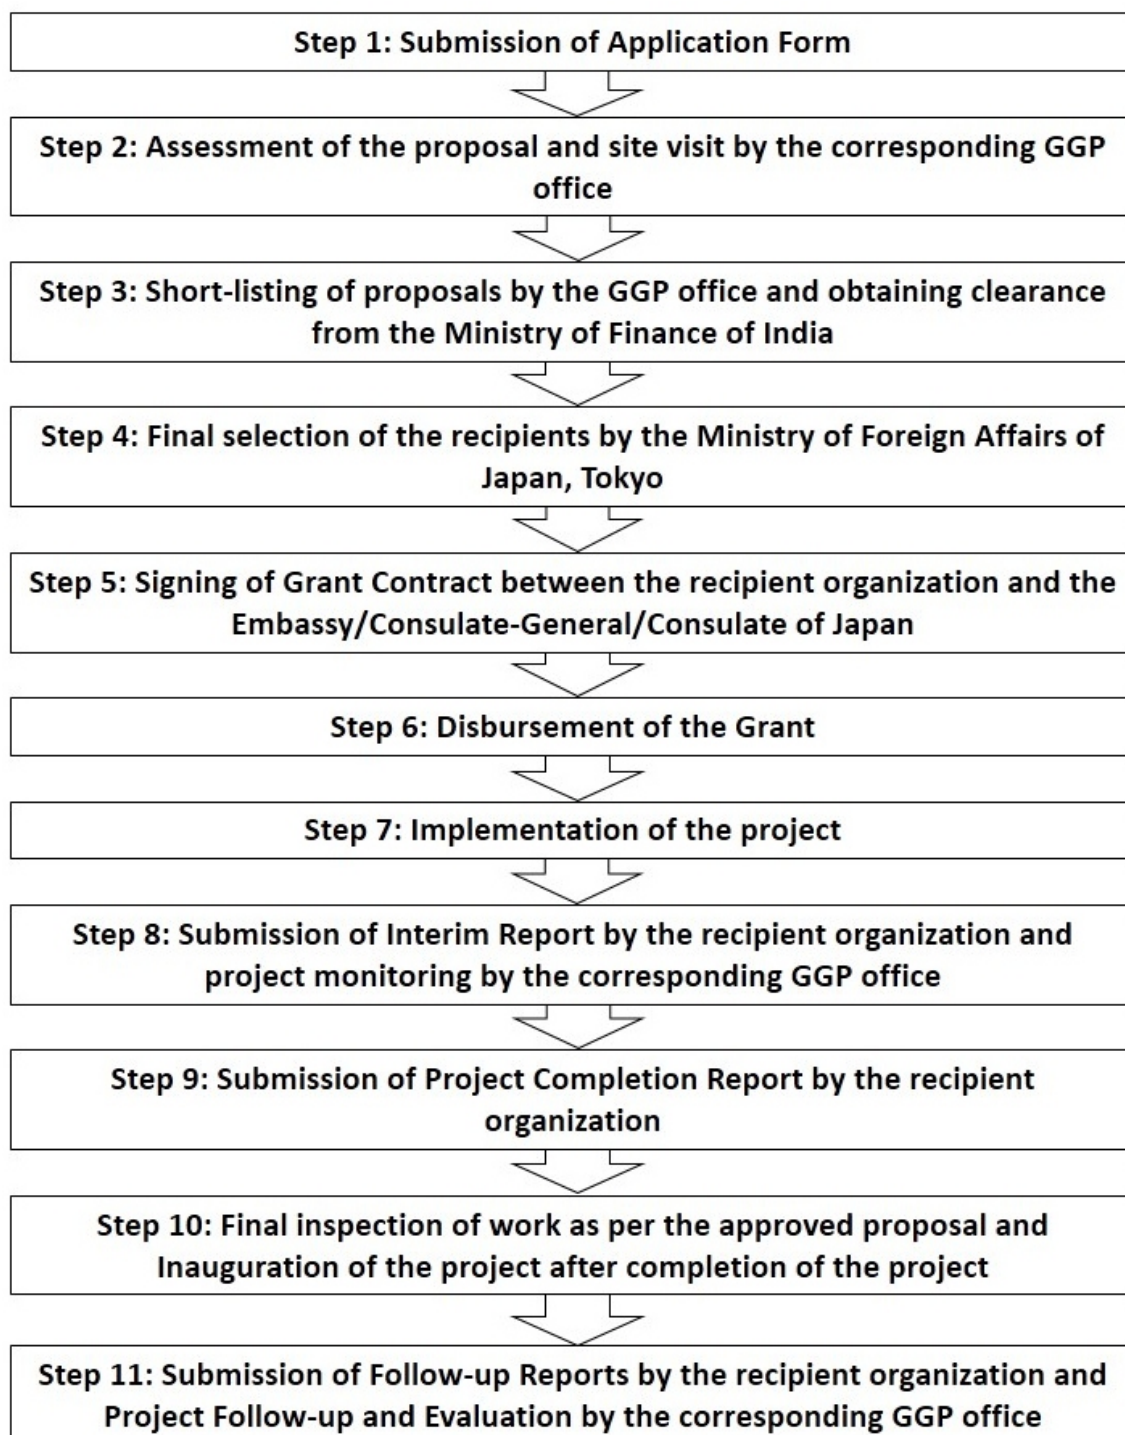 Step 1: Submission of Application Form
Step 2: Assessment of the proposal and site visit by the corresponding GGP
office
Step 3: Short-listing of proposals by the GGP office and obtaining clearance
from the Ministry of Finance of India
Step 4: Final selection of the recipients by the Ministry of Foreign Affairs of
Japan, Tokyo
Step 5: Signing of Grant Contract between the recipient organization and the
Embassy/Consulate-General/Consulate of Japan
Step 6: Disbursement of the Grant
Step 7: Implementation of the project
Step 8: Submission of Interim Report by the recipient organization and
project monitoring by the corresponding GGP office
Step 9: Submission of Project Completion Report by the recipient
organization
Step 10: Final inspection of work as per the approved proposal and
Inauguration of the project after completion of the project
Step 11: Submission of Follow-up Reports by the recipient organization and
Project Follow-up and Evaluation by the corresponding GGP office